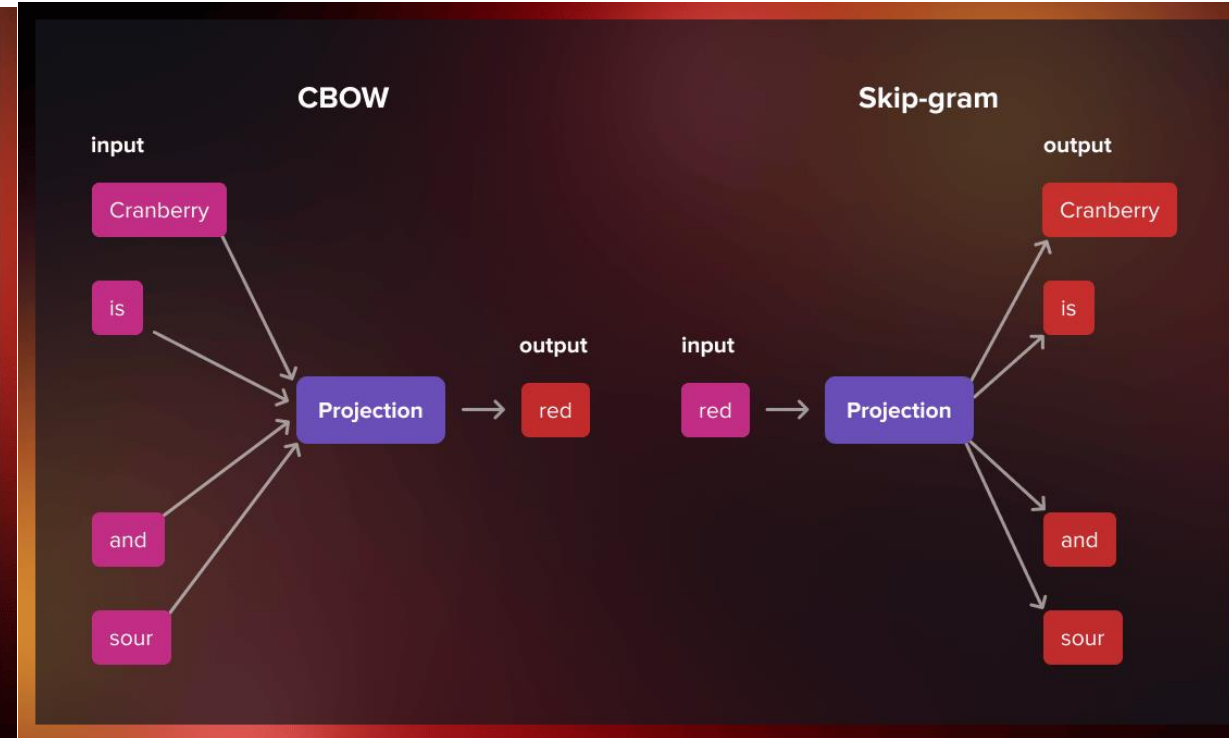 CBOW
input
Cranberry
is
and
sour
Projection
output
red
Skip-gram
input
red
Projection
output
Cranberry
is
and
sour